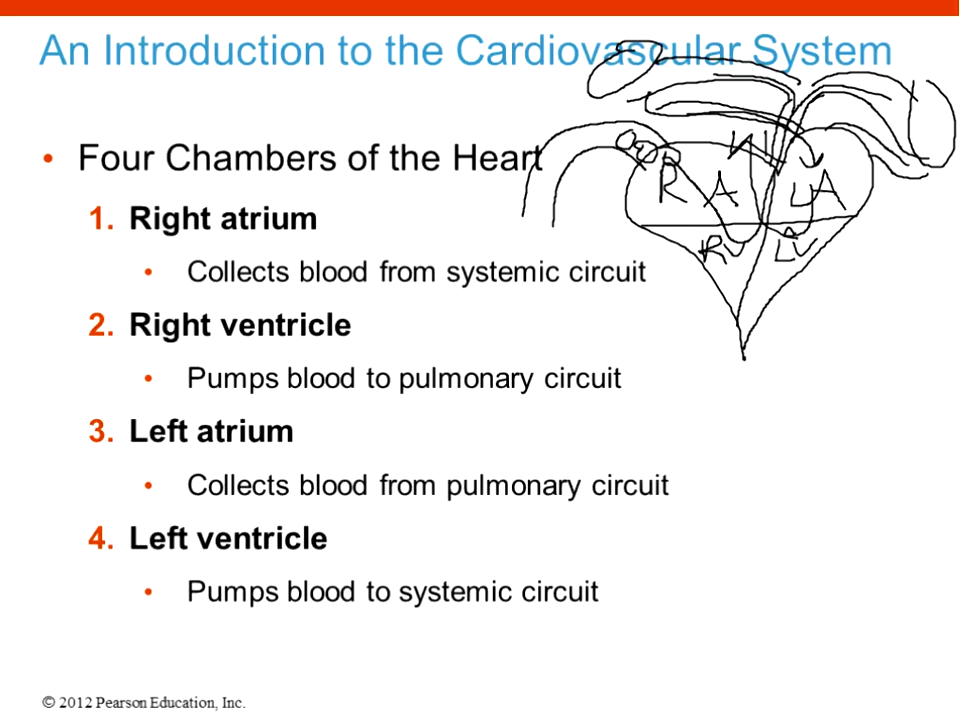 An Introduction to the Cardiovascular System
• Four Chambers of the Heart
1. Right atrium
• Collects blood from systemic circuit
2. Right ventricle
• Pumps blood to pulmonary circuit
3. Left atrium
• Collects blood from pulmonary circuit
4. Left ventricle
• Pumps blood to systemic circuit
RA LA
RV LV
© 2012 Pearson Education, Inc.